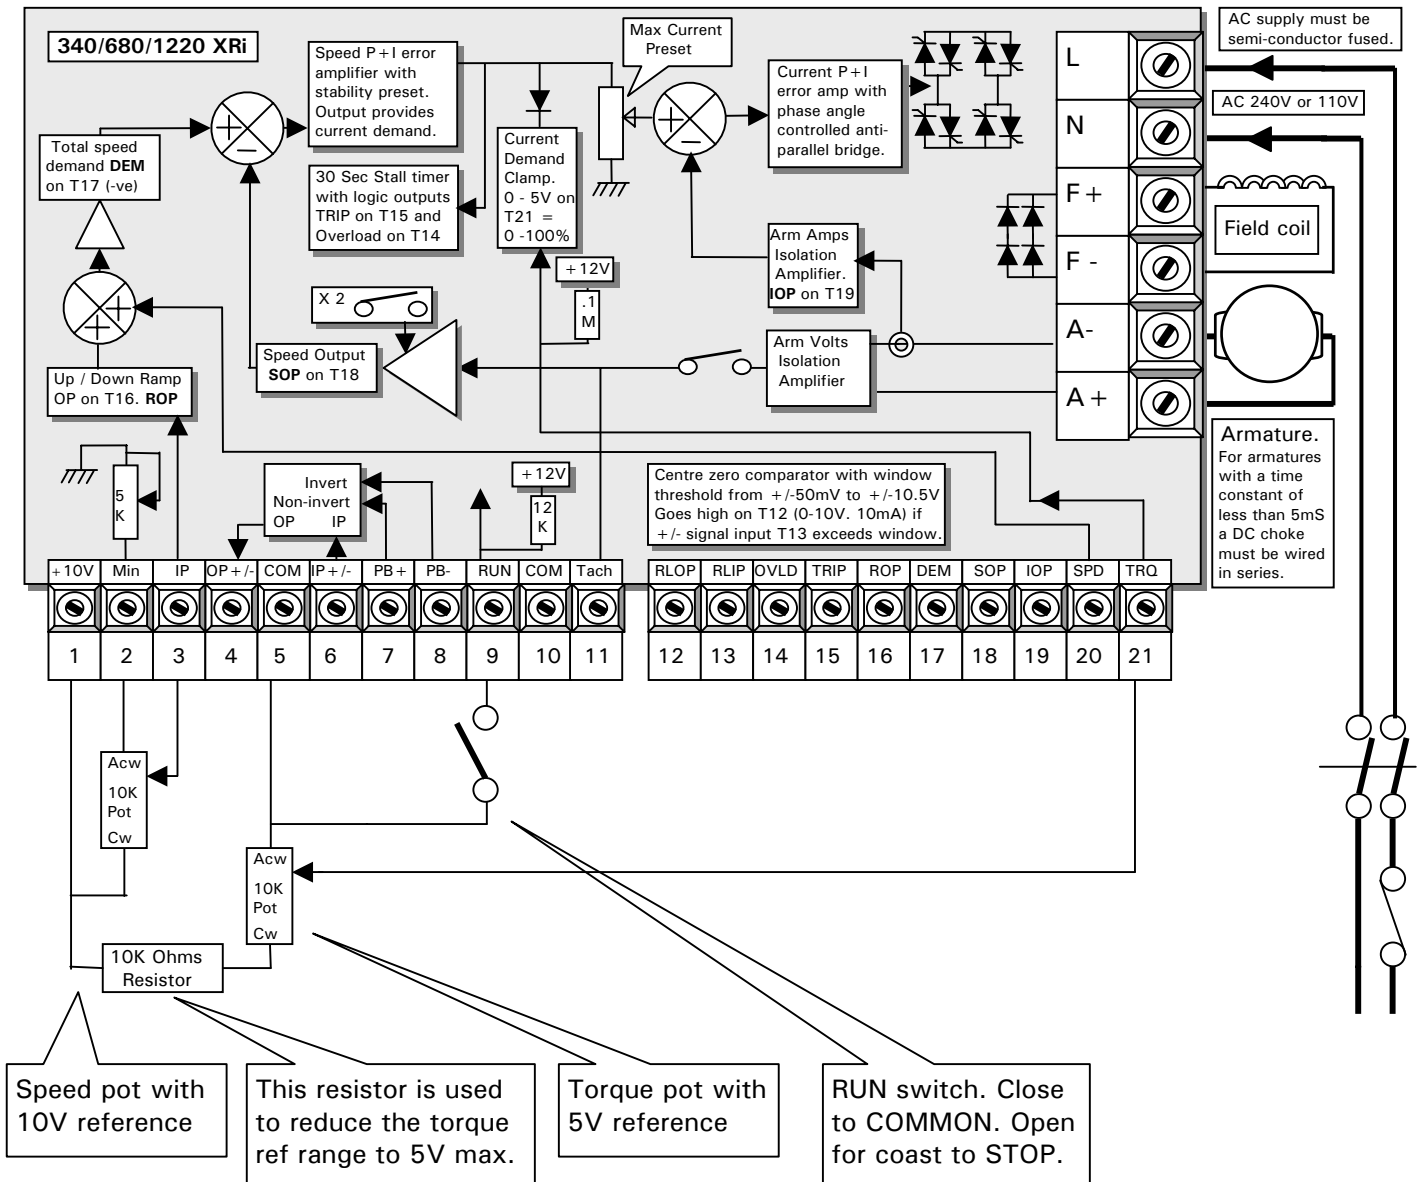 340/680/1220 XRi
Speed P+I error
amplifier with
stability preset.
Output provides
current demand.
Max Current
Preset
Current P+I
error amp with
phase angle
controlled anti-
parallel bridge.
AC supply must be
semi-conductor fused.
L
AC 240V or 110V
N
Total speed
demand DEM
on T17 (-ve)
+
−
30 Sec Stall timer
with logic outputs
TRIP on T15 and
Overload on T14
Current
Demand
Clamp.
0 - 5V on
T21 =
0 -100%
+
−
F+
Field coil
F -
+12V
.1
M
Arm Amps
Isolation
Amplifier.
IOP on T19
+
+
X 2
A-
Speed Output
SOP on T18
Arm Volts
Isolation
Amplifier
A+
Up / Down Ramp
OP on T16. ROP
Armature.
For armatures
with a time
constant of
less than 5mS
a DC choke
must be wired
in series.
5
K
Invert
Non-invert
OP IP
+12V
12
K
Centre zero comparator with window
threshold from +/-50mV to +/-10.5V
Goes high on T12 (0-10V. 10mA) if
+/- signal input T13 exceeds window.
+10V Min IP OP+/- COM IP+/- PB+ PB- RUN COM Tach RLOP RLIP OVLD TRIP ROP DEM SOP IOP SPD TRQ
1 2 3 4 5 6 7 8 9 10 11 12 13 14 15 16 17 18 19 20 21
Acw
10K
Pot
Cw
Acw
10K
Pot
Cw
10K Ohms
Resistor
Speed pot with
10V reference
This resistor is used
to reduce the torque
ref range to 5V max.
Torque pot with
5V reference
RUN switch. Close
to COMMON. Open
for coast to STOP.